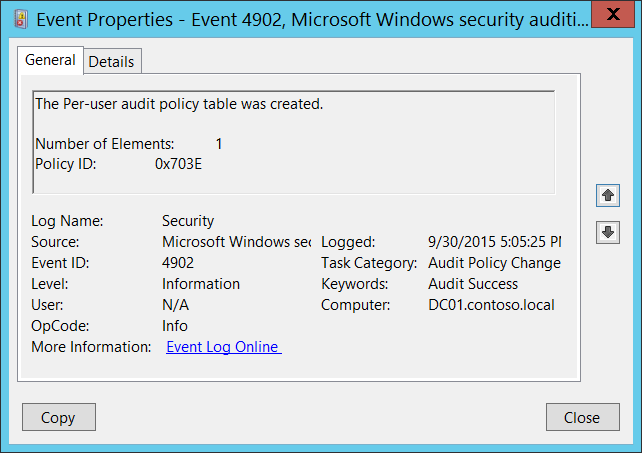 Event Properties - Event 4902, Microsoft Windows security auditi...
X
General Details
The Per-user audit policy table was created.
Number of Elements: 1
Policy ID: 0x703E
Log Name: Security
Source: Microsoft Windows sec Logged: 9/30/2015 5:05:25 PM
Event ID: 4902 Task Category: Audit Policy Change
Level: Information Keywords: Audit Success
User: N/A Computer: DC01.contoso.local
OpCode: Info
More Information: Event Log Online
Copy Close